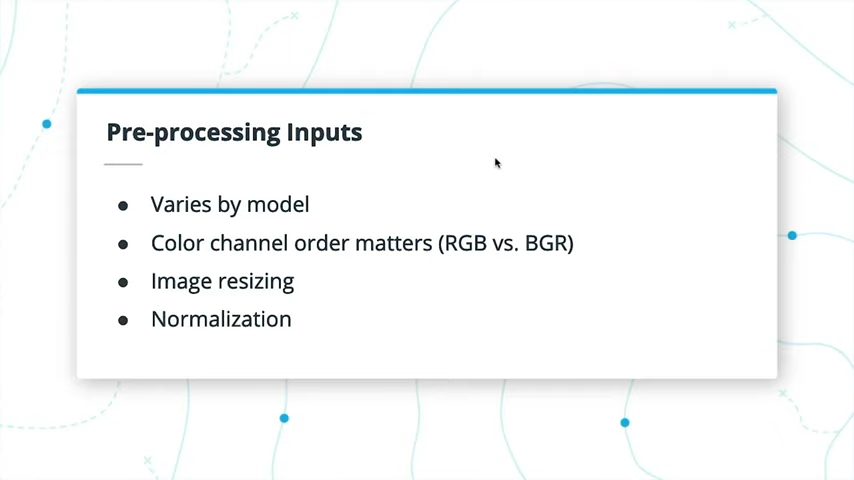 Pre-processing Inputs
● Varies by model
● Color channel order matters (RGB vs. BGR)
● Image resizing
● Normalization